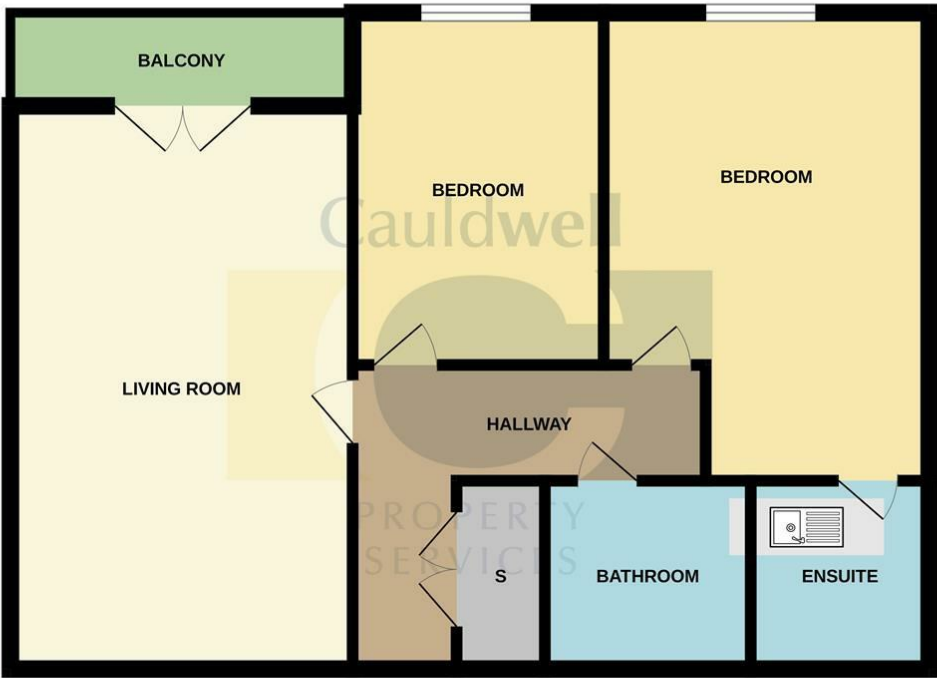 BALCONY
BEDROOM
BEDROOM
Cauldwell
LIVING ROOM
HALLWAY
PROPERTY
SERVICES
S
BATHROOM
ENSUITE